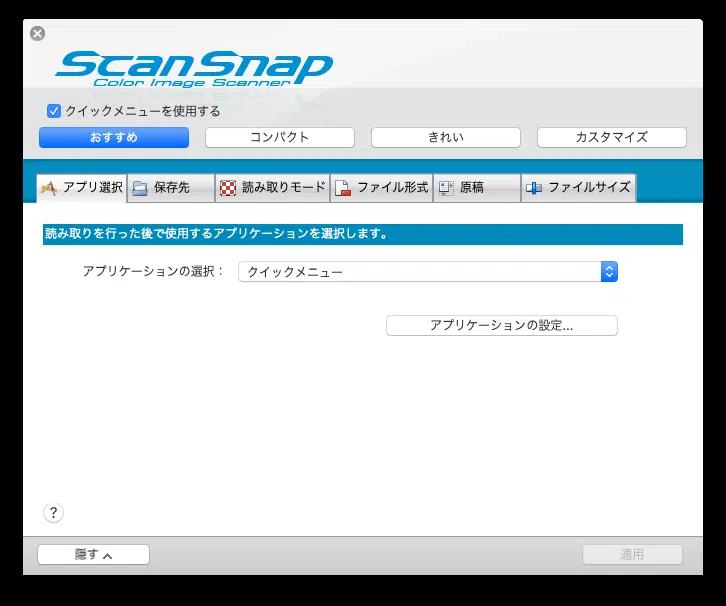 ScanSnap
Color Image Scanner
クイックメニューを使用する
おすすめ コンパクト きれい カスタマイズ
アプリ選択 保存先 読み取りモード ファイル形式 原稿 ファイルサイズ
読み取りを行った後で使用するアプリケーションを選択します。
アプリケーションの選択： クイックメニュー
アプリケーションの設定...
?
隠す 適用